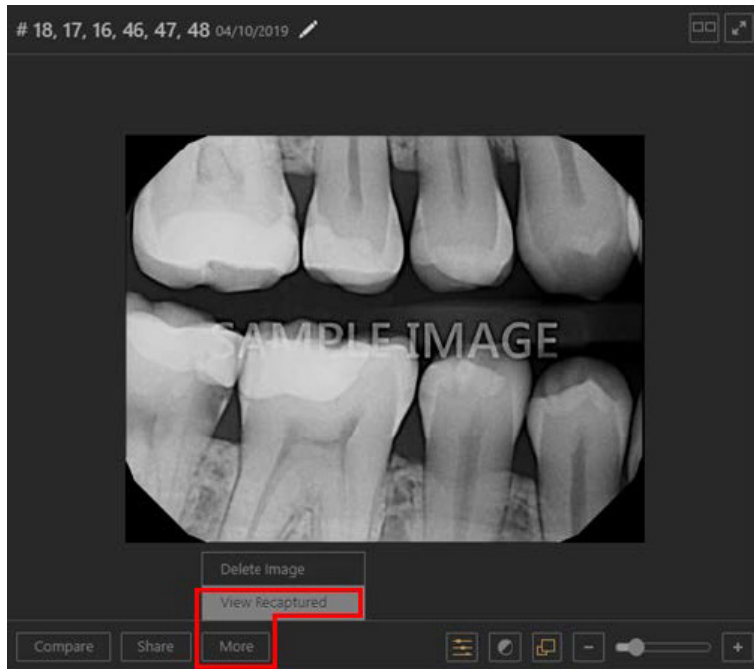 # 18, 17, 16, 46, 47, 48 04/10/2019
SAMPLE IMAGE
Delete Image
View Recaptured
Compare Share More - +